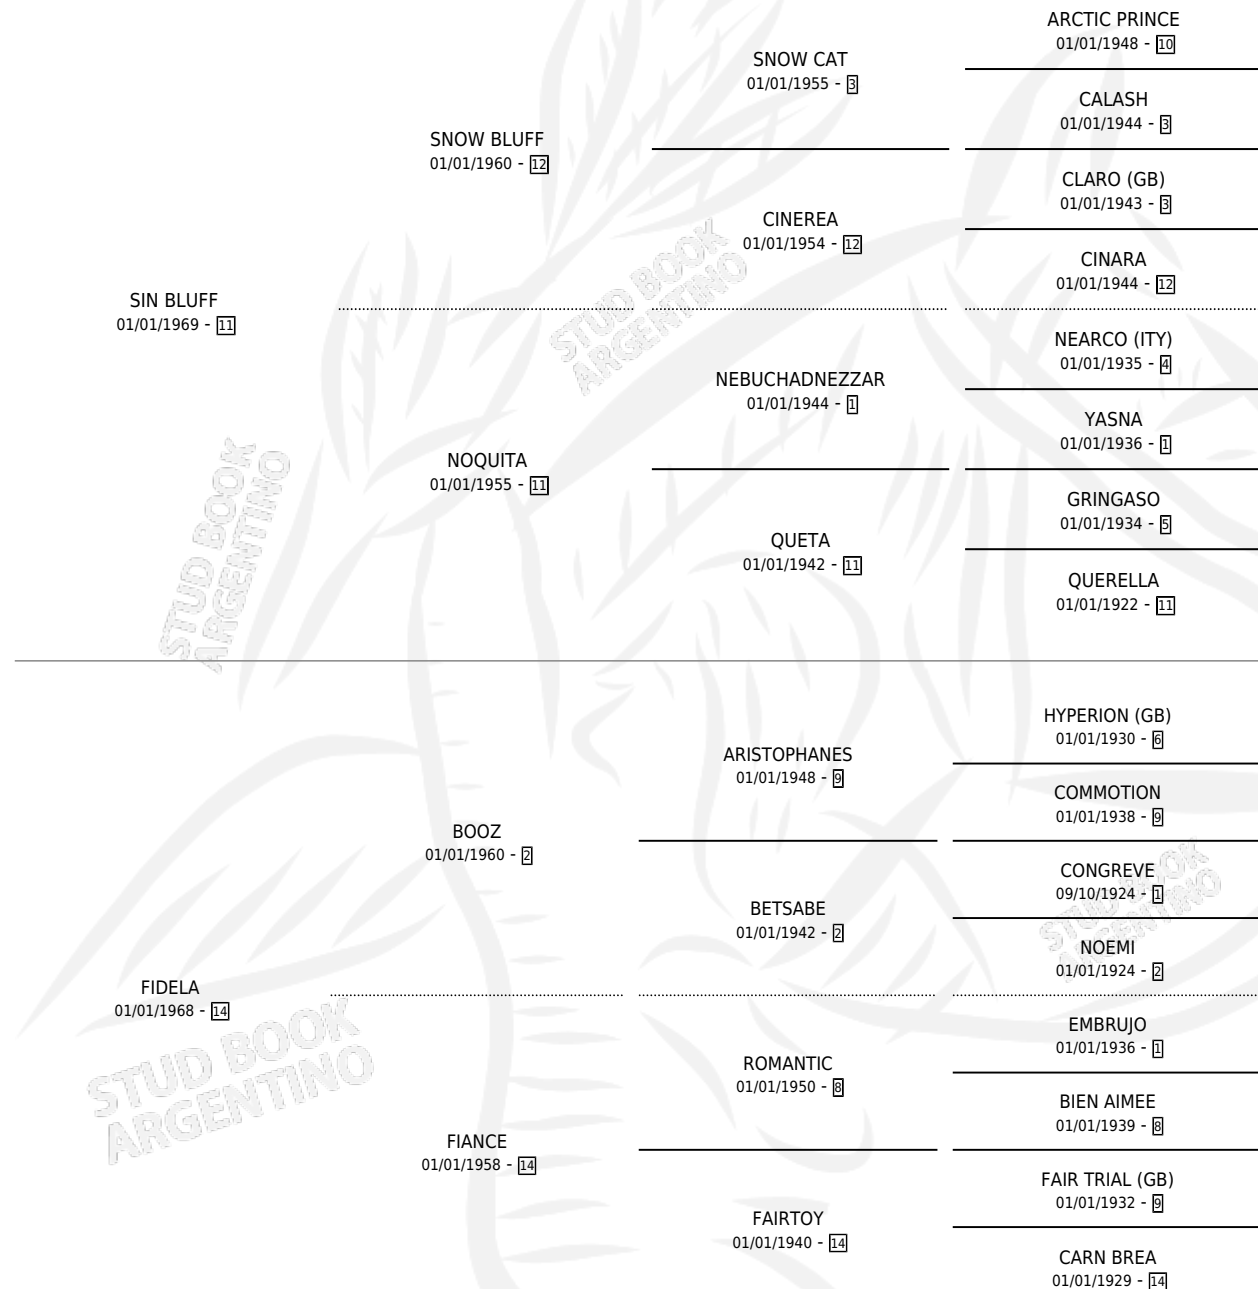 ARCTIC PRINCE
01/01/1948 - 10
SNOW CAT
01/01/1955 - 3
CALASH
01/01/1944 - 3
SNOW BLUFF
01/01/1960 - 12
CLARO (GB)
01/01/1943 - 3
CINEREA
01/01/1954 - 12
CINARA
01/01/1944 - 12
SIN BLUFF
01/01/1969 - 11
NEARCO (ITY)
01/01/1935 - 4
NEBUCHADNEZZAR
01/01/1944 - 1
YASNA
01/01/1936 - 1
NOQUITA
01/01/1955 - 11
GRINGASO
01/01/1934 - 5
QUETA
01/01/1942 - 11
QUERELLA
01/01/1922 - 11
HYPERION (GB)
01/01/1930 - 6
ARISTOPHANES
01/01/1948 - 9
COMMOTION
01/01/1938 - 9
BOOZ
01/01/1960 - 2
CONGREVE
09/10/1924 - 1
BETSABE
01/01/1942 - 2
NOEMI
01/01/1924 - 2
FIDELA
01/01/1968 - 14
EMBRUJO
01/01/1936 - 1
ROMANTIC
01/01/1950 - 8
BIEN AIMEE
01/01/1939 - 8
FIANCE
01/01/1958 - 14
FAIR TRIAL (GB)
01/01/1932 - 9
FAIRTOY
01/01/1940 - 14
CARN BREA
01/01/1929 - 14
STUD BOOK
ARGENTINO
STUD BOOK
ARGENTINO
STUD BOOK
ARGENTINO
STUD BOOK
ARGENTINO